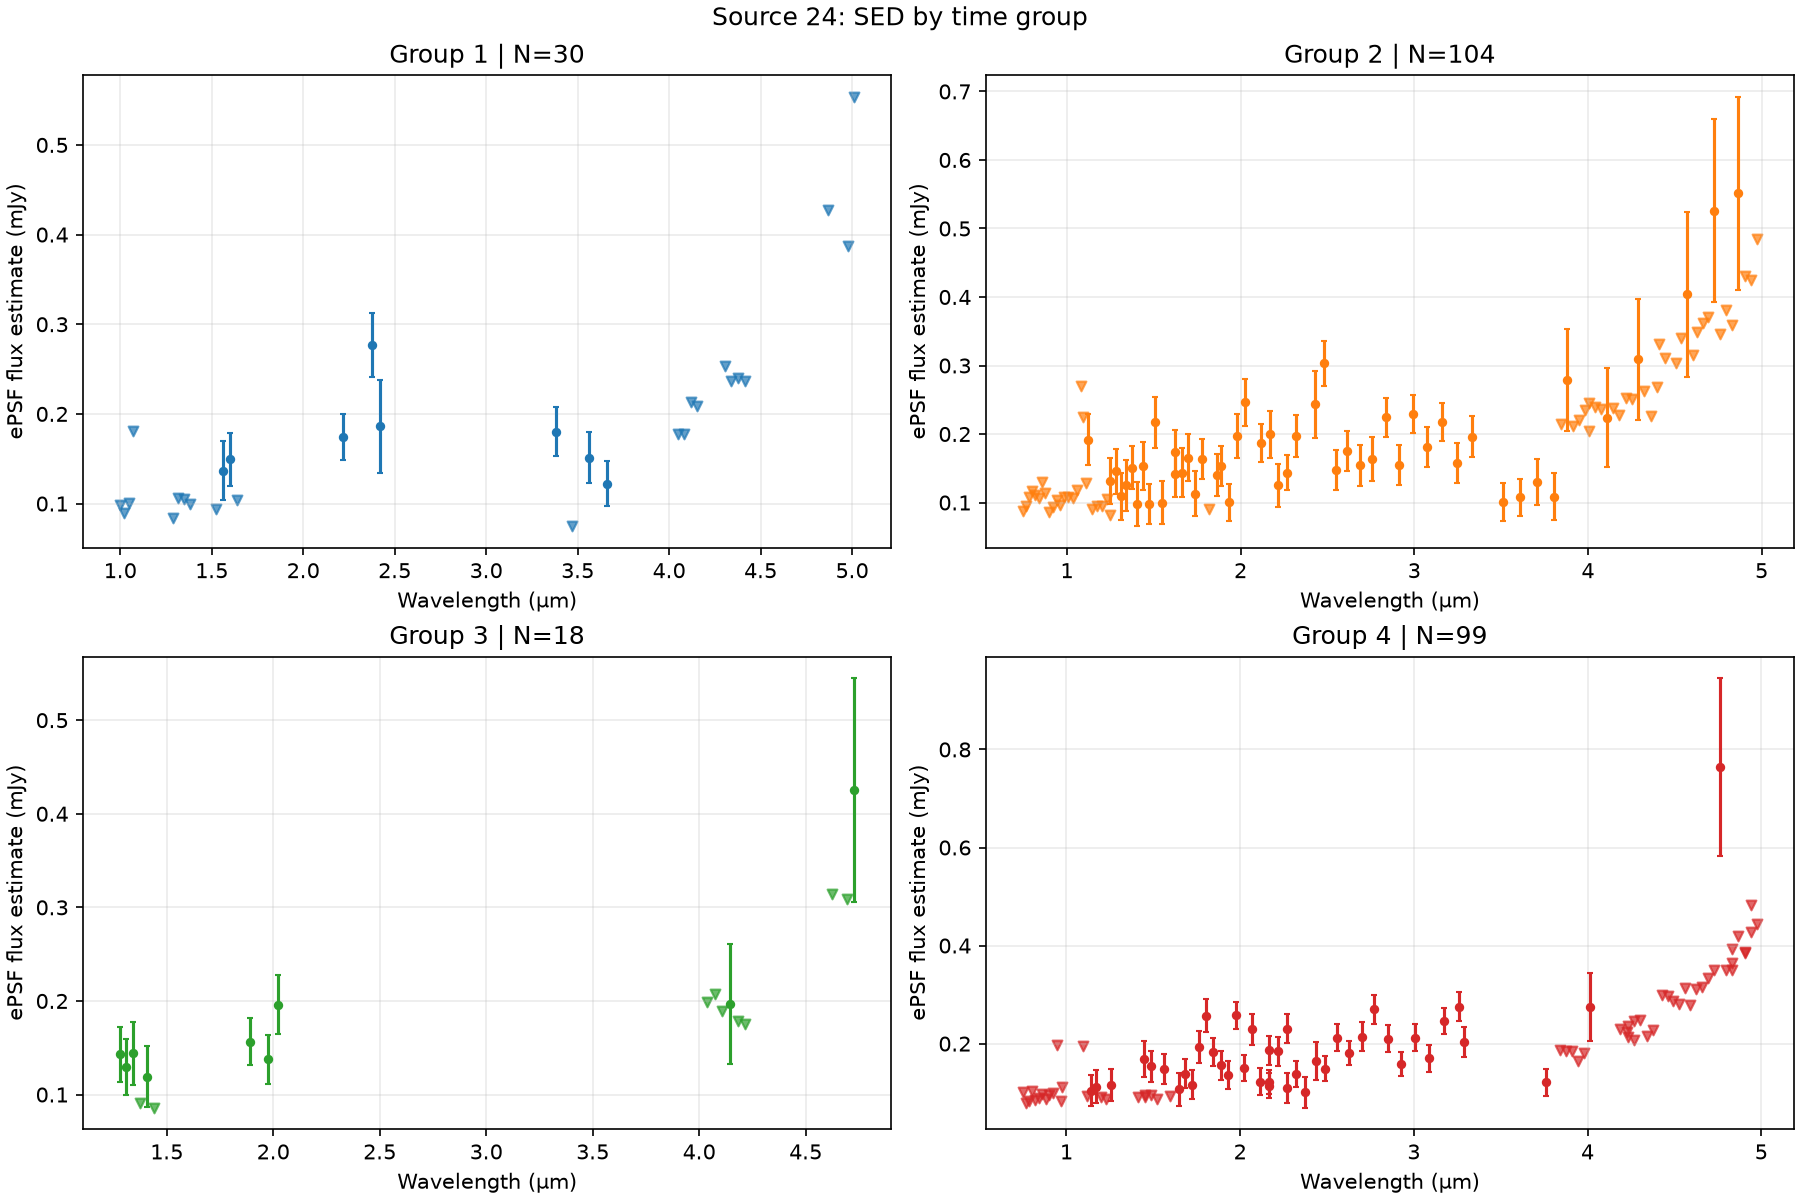 Source 24: SED by time group
Group 1 | N=30
ePSF flux estimate (mJy)
0.5
0.4
0.3
0.2
0.1
1.0 1.5 2.0 2.5 3.0 3.5 4.0 4.5 5.0
Wavelength (μm)
Group 2 | N=104
ePSF flux estimate (mJy)
0.7
0.6
0.5
0.4
0.3
0.2
0.1
1 2 3 4 5
Wavelength (μm)
Group 3 | N=18
ePSF flux estimate (mJy)
0.5
0.4
0.3
0.2
0.1
1.5 2.0 2.5 3.0 3.5 4.0 4.5
Wavelength (μm)
Group 4 | N=99
ePSF flux estimate (mJy)
0.8
0.6
0.4
0.2
1 2 3 4 5
Wavelength (μm)